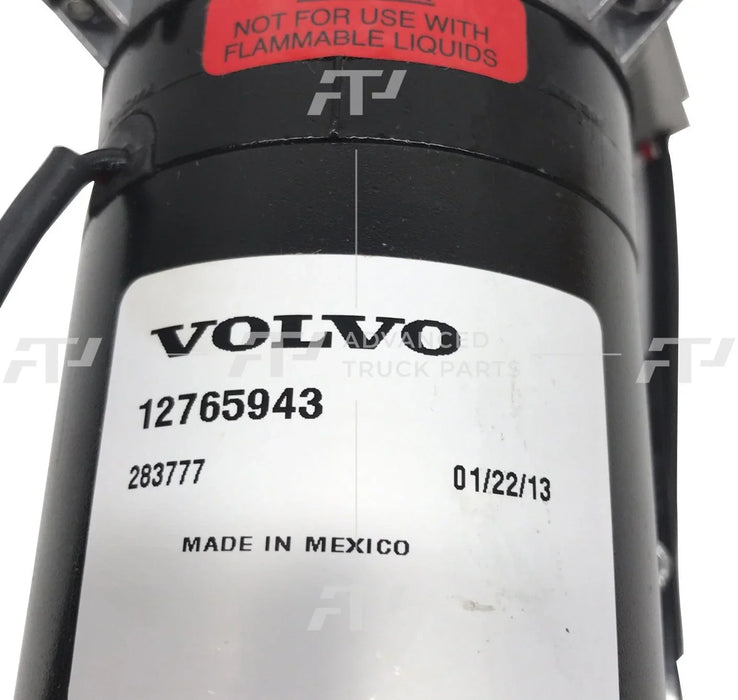 NOT FOR USE WITH
FLAMMABLE LIQUIDS
VOLVO
ADVANCED
TRUCK PARTS
12765943
283777 01/22/13
MADE IN MEXICO